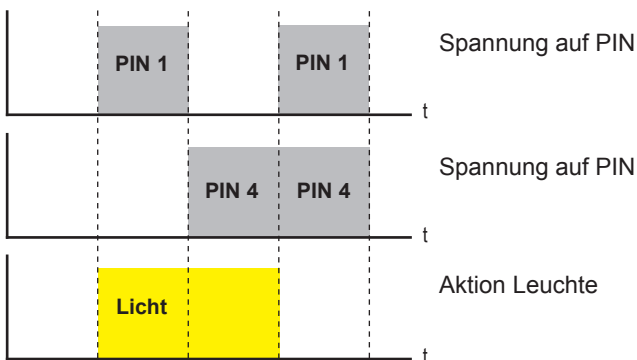 PIN 1 PIN 1 Spannung auf PIN
t
PIN 4 PIN 4 Spannung auf PIN
t
Licht Aktion Leuchte
t